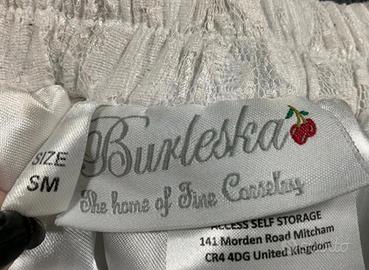 SIZE
SM
Burleska
The home of Fine Corsetry
ACCESS SELF STORAGE
141 Morden Road Mitcham
CR4 4DG United Kingdom